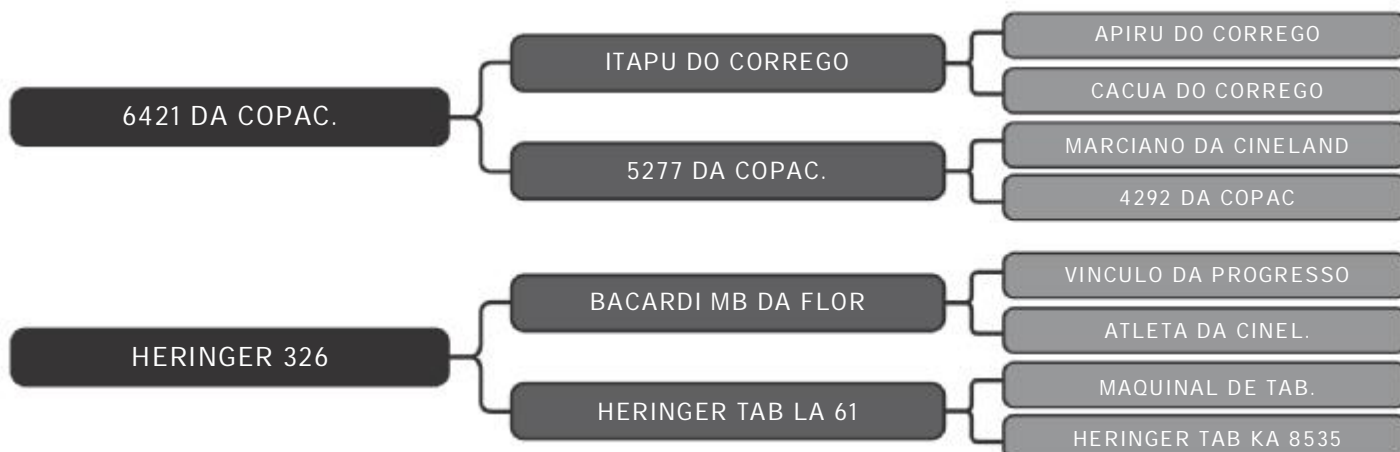 6421 DA COPAC.
ITAPU DO CORREGO
APIRU DO CORREGO
CACUA DO CORREGO
5277 DA COPAC.
MARCIANO DA CINELAND
4292 DA COPAC
HERINGER 326
BACARDI MB DA FLOR
VINCULO DA PROGRESSO
ATLETA DA CINEL.
HERINGER TAB LA 61
MAQUINAL DE TAB.
HERINGER TAB KA 8535